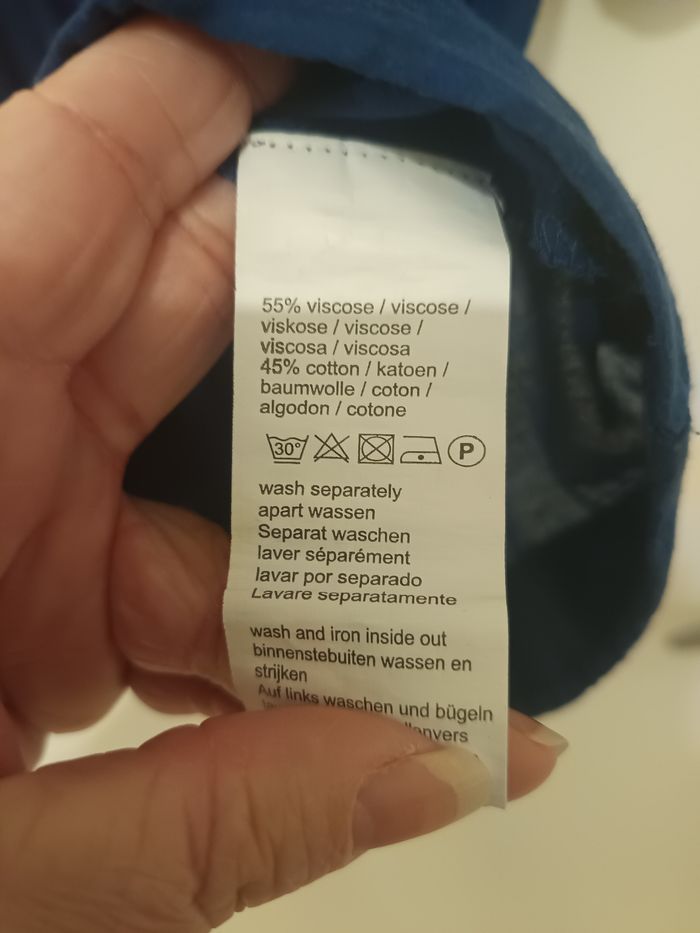 55% viscose / viscose /
viskose / viscose /
viscosa / viscosa
45% cotton / katoen /
baumwolle / coton /
algodon / cotone
30° P
wash separately
apart wassen
Separat waschen
laver séparément
lavar por separado
Lavare separatamente
wash and iron inside out
binnenstebuiten wassen en
strijken
Auf links waschen und bügeln